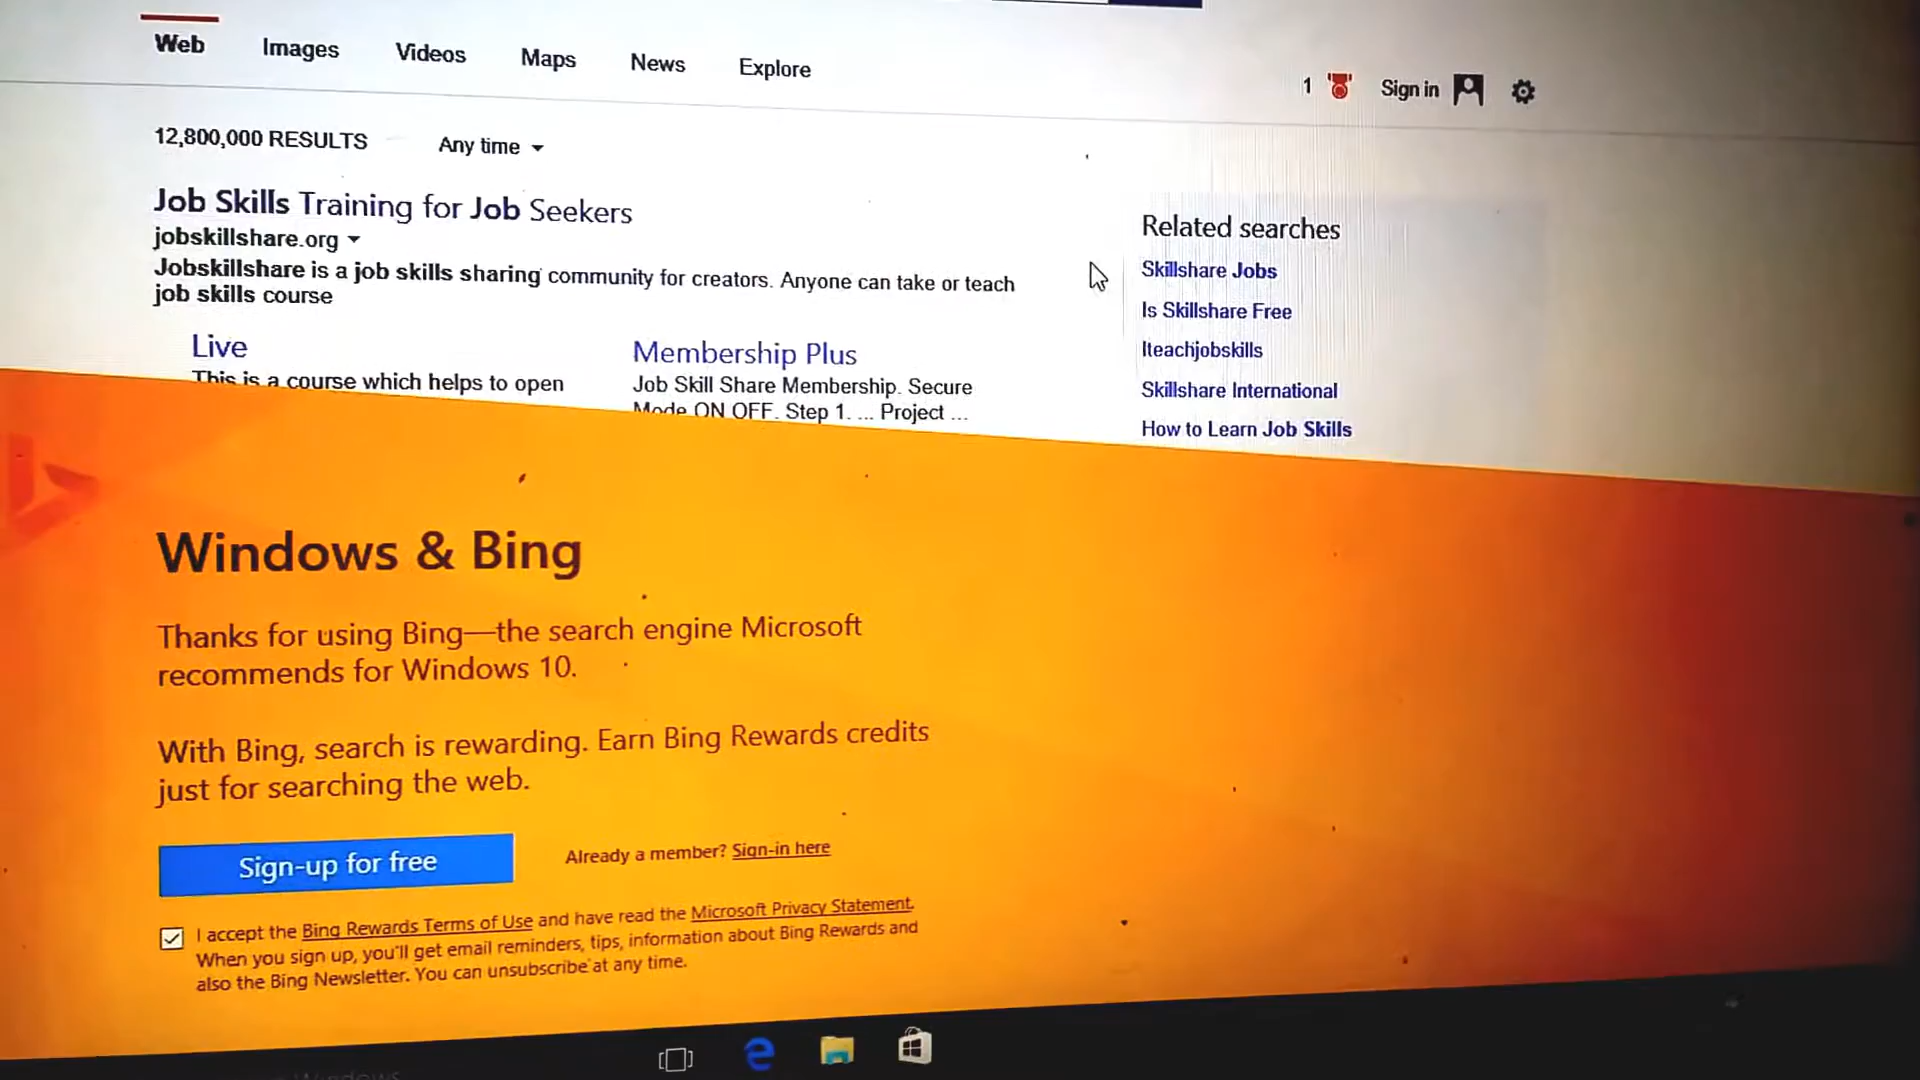 Web Images Videos Maps News Explore
1 Sign in
12,800,000 RESULTS Any time
Job Skills Training for Job Seekers
jobskillshare.org
Jobskillshare is a job skills sharing community for creators. Anyone can take or teach
job skills course
Live
This is a course which helps to open
Membership Plus
Job Skill Share Membership. Secure
Mode ON OFF. Step 1. ... Project ...
Related searches
Skillshare Jobs
Is Skillshare Free
Iteachjobskills
Skillshare International
How to Learn Job Skills
Windows & Bing
Thanks for using Bing—the search engine Microsoft
recommends for Windows 10.
With Bing, search is rewarding. Earn Bing Rewards credits
just for searching the web.
Sign-up for free
Already a member? Sign-in here
I accept the Bing Rewards Terms of Use and have read the Microsoft Privacy Statement.
When you sign up, you'll get email reminders, tips, information about Bing Rewards and
also the Bing Newsletter. You can unsubscribe at any time.
Windows